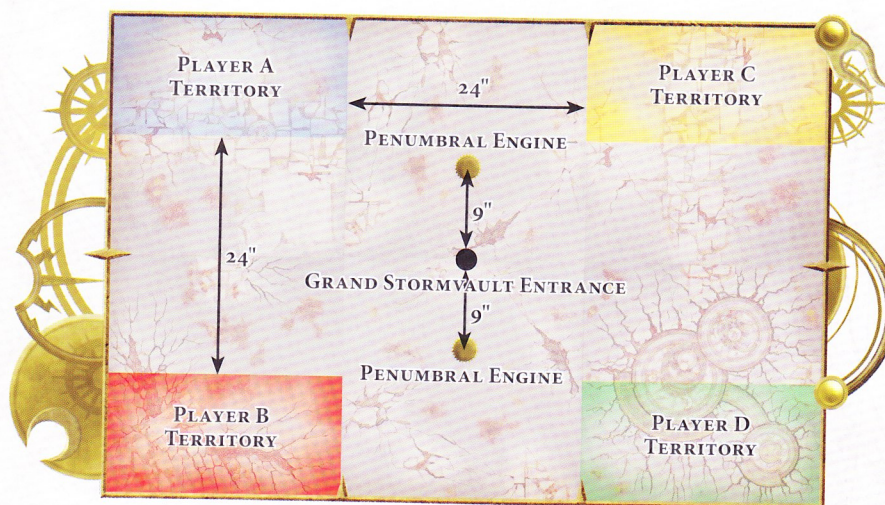 PLAYER A
TERRITORY
24"
PLAYER C
TERRITORY
PENUMBRAL ENGINE
9"
24"
GRAND STORMVAULT ENTRANCE
9"
PENUMBRAL ENGINE
PLAYER B
TERRITORY
PLAYER D
TERRITORY